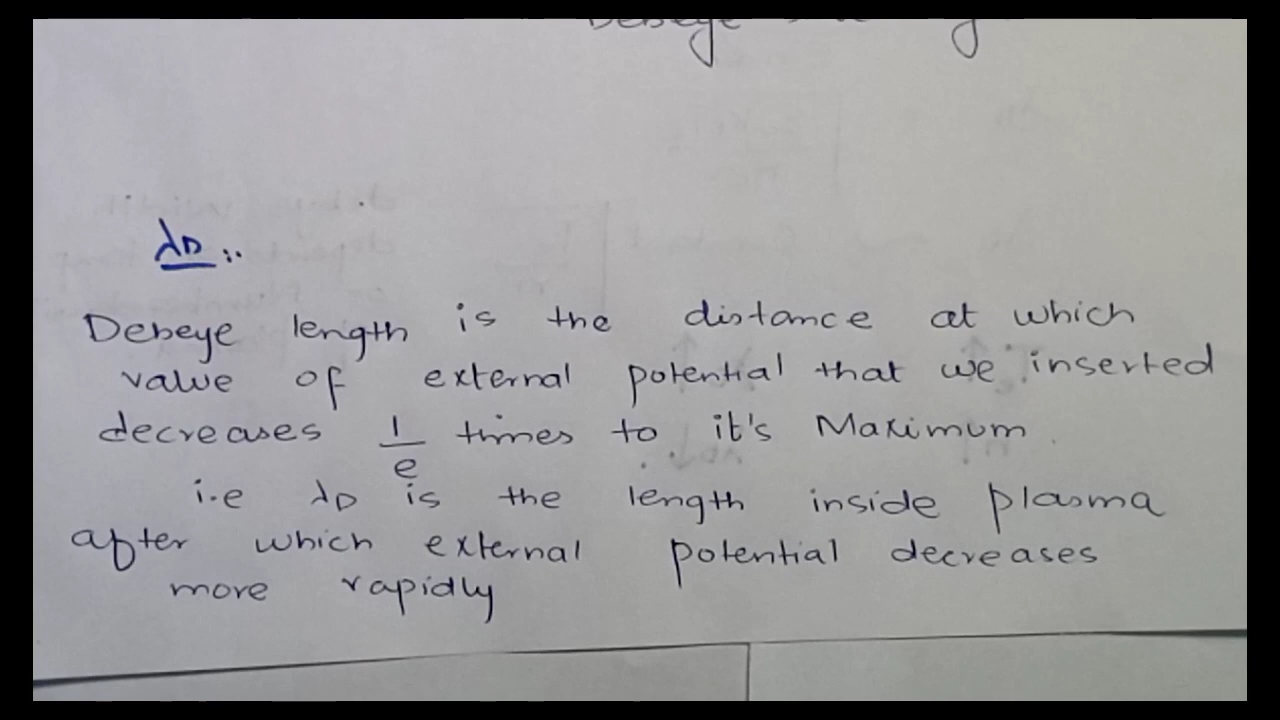 λD :.
Debeye length is the distance at which
value of external potential that we inserted
decreases 1/e times to it's Maximum
i.e λD is the length inside plasma
after which external potential decreases
more rapidly